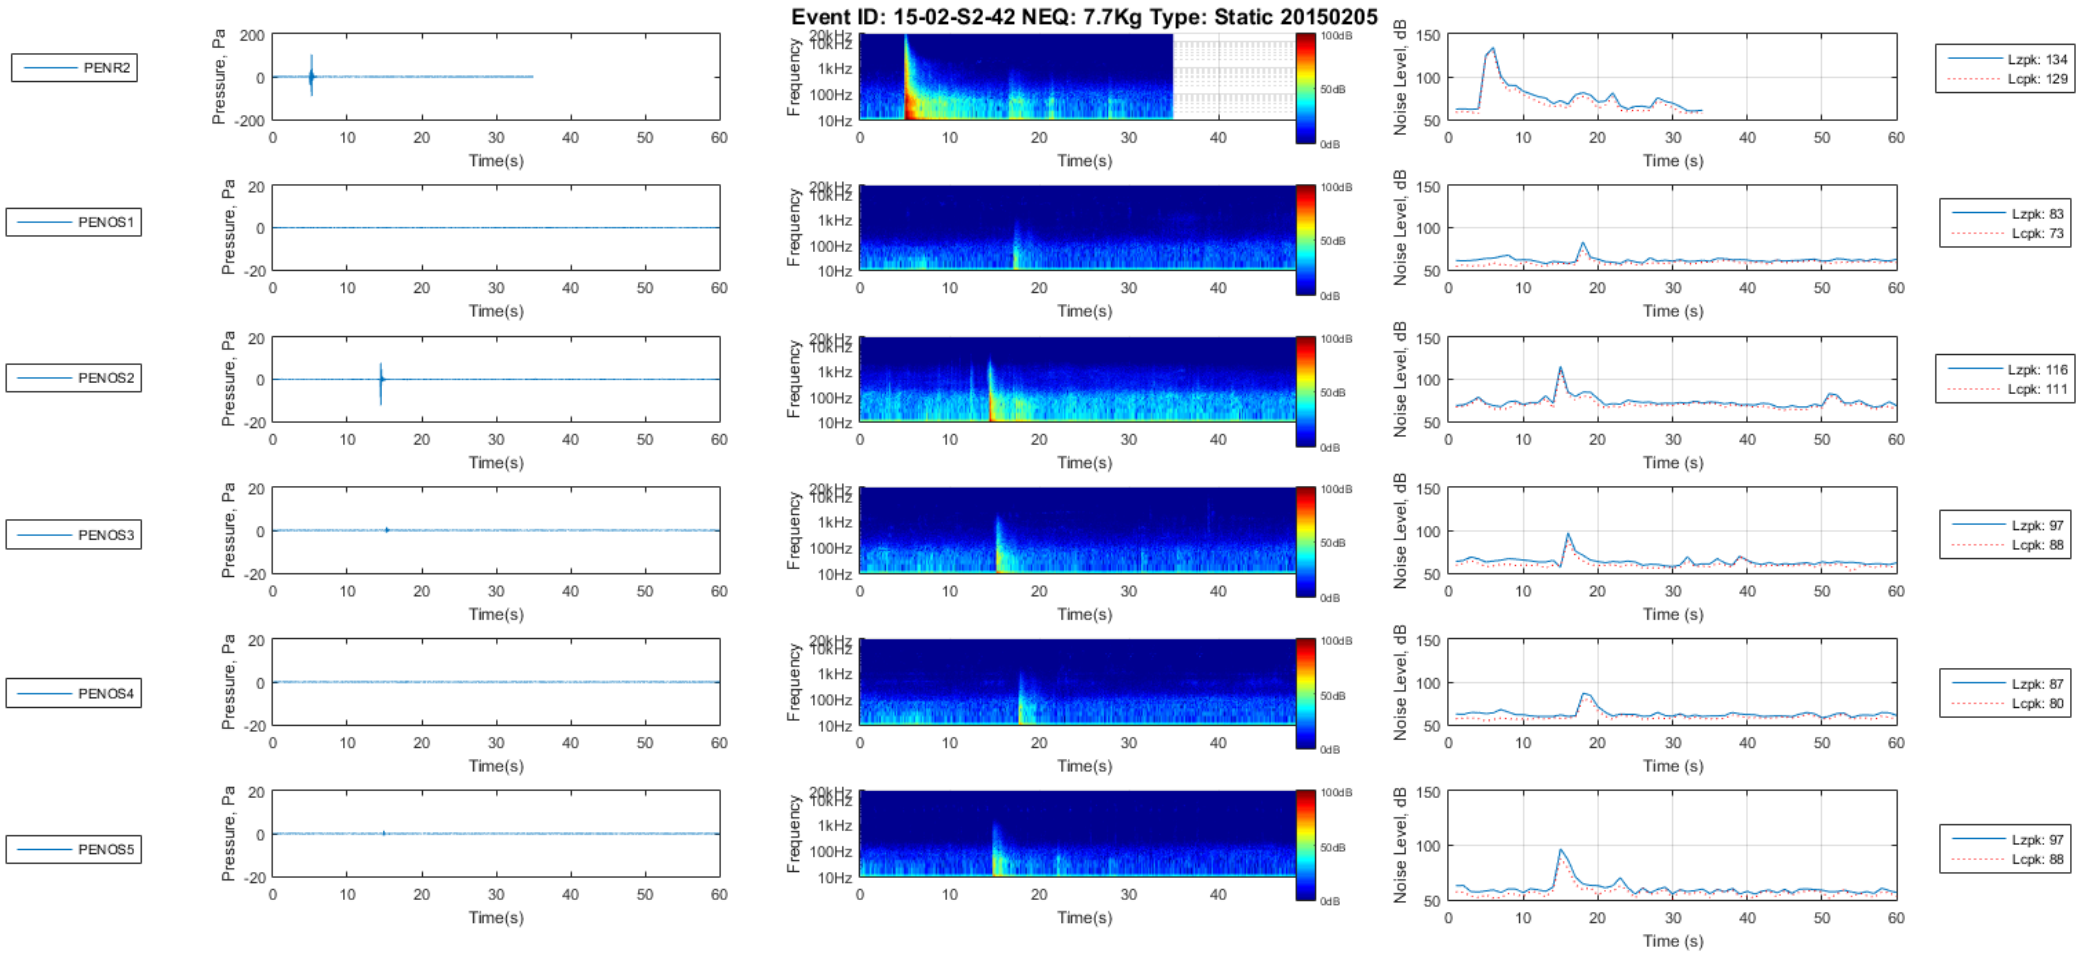 Event ID: 15-02-S2-42 NEQ: 7.7Kg Type: Static 20150205
PENR2
Pressure, Pa
200
0
-200
0 10 20 30 40 50 60
Time(s)
Frequency
20kHz
10kHz
1kHz
100Hz
10Hz
0 20 40
Time(s)
100dB
50dB
0dB
Noise Level, dB
150
100
50
0 10 20 30 40 50 60
Time (s)
Lzpk: 134
Lcpk: 129
PENOS1
Pressure, Pa
20
0
-20
0 10 20 30 40 50 60
Time(s)
Frequency
20kHz
10kHz
1kHz
100Hz
10Hz
0 10 20 30 40
Time(s)
100dB
50dB
0dB
Noise Level, dB
150
100
50
0 10 20 30 40 50 60
Time (s)
Lzpk: 83
Lcpk: 73
PENOS2
Pressure, Pa
20
0
-20
0 10 20 30 40 50 60
Time(s)
Frequency
20kHz
10kHz
1kHz
100Hz
10Hz
0 10 20 30 40
Time(s)
100dB
50dB
0dB
Noise Level, dB
150
100
50
0 10 20 30 40 50 60
Time (s)
Lzpk: 116
Lcpk: 111
PENOS3
Pressure, Pa
20
0
-20
0 10 20 30 40 50 60
Time(s)
Frequency
20kHz
10kHz
1kHz
100Hz
10Hz
0 10 20 30 40
Time(s)
100dB
50dB
0dB
Noise Level, dB
150
100
50
0 10 20 30 40 50 60
Time (s)
Lzpk: 97
Lcpk: 88
PENOS4
Pressure, Pa
20
0
-20
0 10 20 30 40 50 60
Time(s)
Frequency
20kHz
10kHz
1kHz
100Hz
10Hz
0 10 20 30 40
Time(s)
100dB
50dB
0dB
Noise Level, dB
150
100
50
0 10 20 30 40 50 60
Time (s)
Lzpk: 87
Lcpk: 80
PENOS5
Pressure, Pa
20
0
-20
0 10 20 30 40 50 60
Time(s)
Frequency
20kHz
10kHz
1kHz
100Hz
10Hz
0 10 20 30 40
Time(s)
100dB
50dB
0dB
Noise Level, dB
150
100
50
0 10 20 30 40 50 60
Time (s)
Lzpk: 97
Lcpk: 88